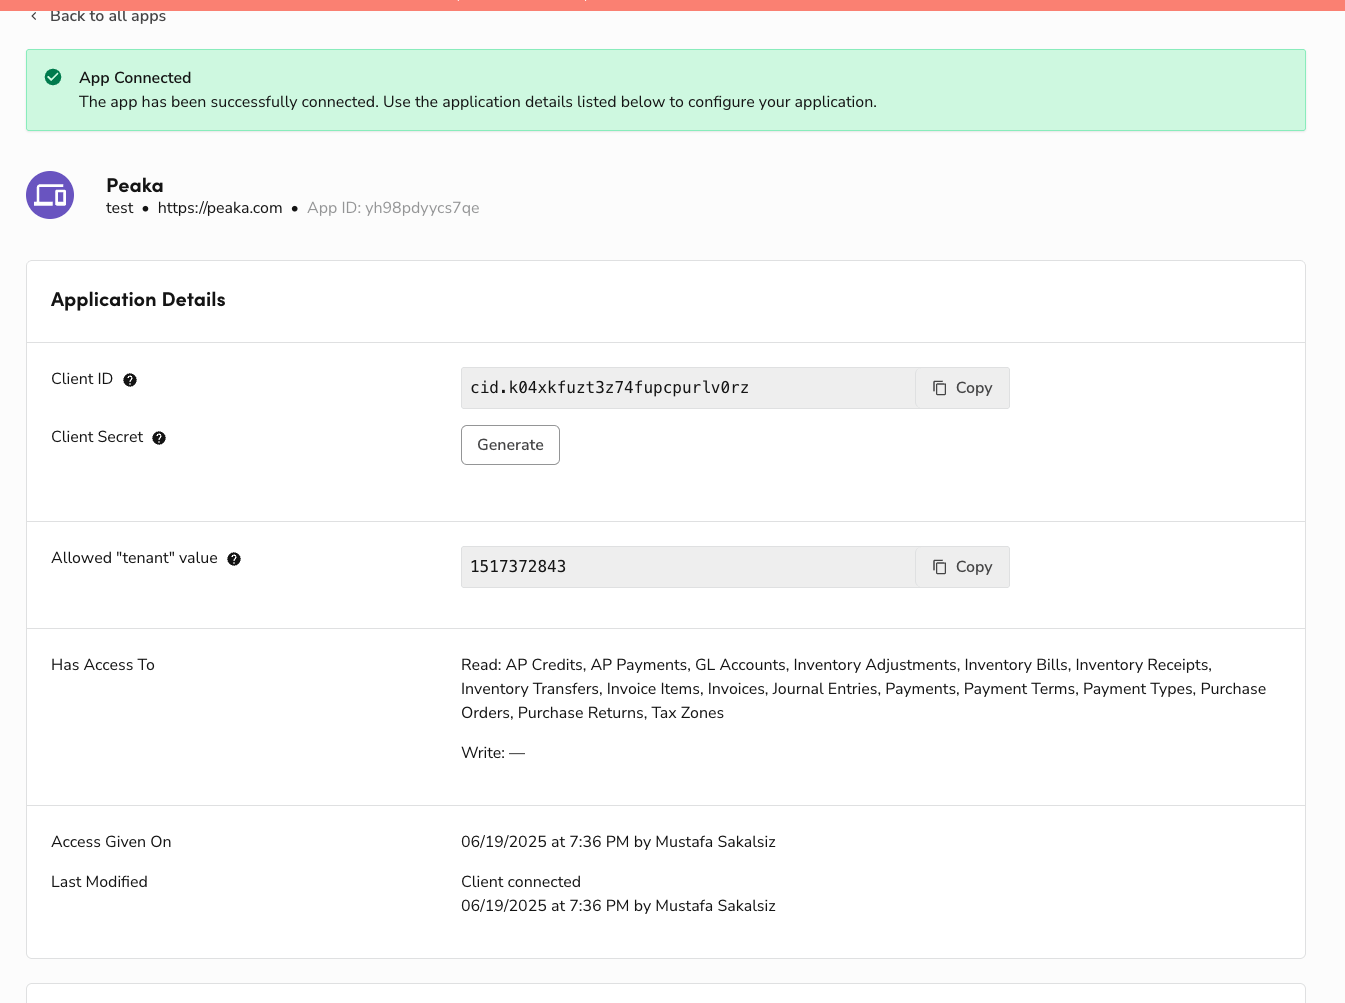 Back to all apps
App Connected
The app has been successfully connected. Use the application details listed below to configure your application.
Peaka
test • https://peaka.com • App ID: yh98pdyycs7qe
Application Details
Client ID
cid.k04xkfuzt3z74fupcpurlv0rz
Copy
Client Secret
Generate
Allowed "tenant" value
1517372843
Copy
Has Access To
Read: AP Credits, AP Payments, GL Accounts, Inventory Adjustments, Inventory Bills, Inventory Receipts,
Inventory Transfers, Invoice Items, Invoices, Journal Entries, Payments, Payment Terms, Payment Types, Purchase
Orders, Purchase Returns, Tax Zones
Write: —
Access Given On
06/19/2025 at 7:36 PM by Mustafa Sakalsiz
Last Modified
Client connected
06/19/2025 at 7:36 PM by Mustafa Sakalsiz